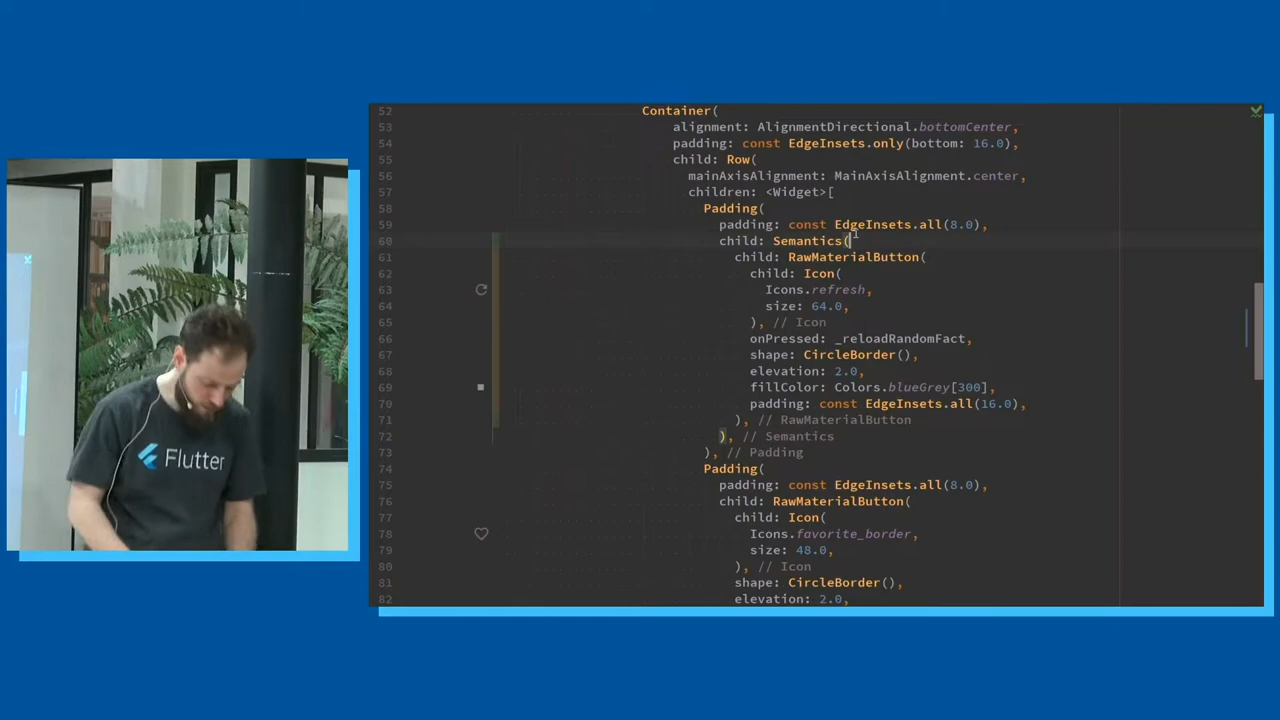 Flutter
52 Container(
53 alignment: AlignmentDirectional.bottomCenter,
54 padding: const EdgeInsets.only(bottom: 16.0),
55 child: Row(
56 mainAxisAlignment: MainAxisAlignment.center,
57 children: <Widget>[
58 Padding(
59 padding: const EdgeInsets.all(8.0),
60 child: Semantics(
61 child: RawMaterialButton(
62 child: Icon(
63 Icons.refresh,
64 size: 64.0,
65 ), // Icon
66 onPressed: _reloadRandomFact,
67 shape: CircleBorder(),
68 elevation: 2.0,
69 fillColor: Colors.blueGrey[300],
70 padding: const EdgeInsets.all(16.0),
71 ), // RawMaterialButton
72 ), // Semantics
73 ), // Padding
74 Padding(
75 padding: const EdgeInsets.all(8.0),
76 child: RawMaterialButton(
77 child: Icon(
78 Icons.favorite_border,
79 size: 48.0,
80 ), // Icon
81 shape: CircleBorder(),
82 elevation: 2.0,